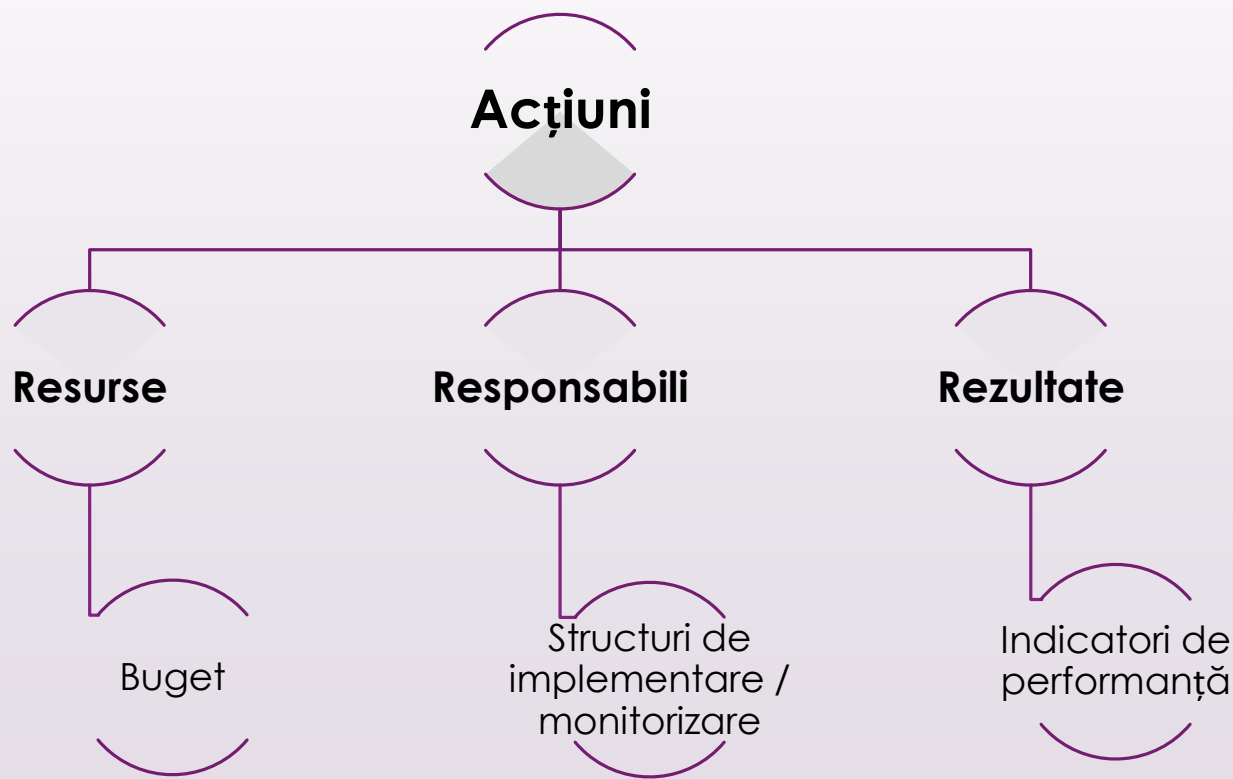 Acțiuni
Resurse
Responsabili
Rezultate
Buget
Structuri de
implementare /
monitorizare
Indicatori de
performanță